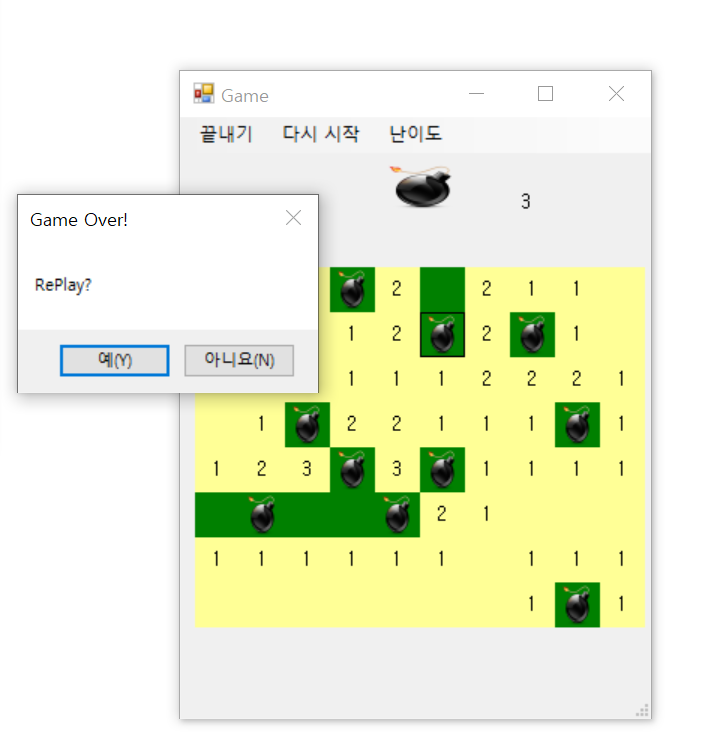 Game
끝내기 다시 시작 난이도
3
Game Over!
RePlay?
예(Y) 아니요(N)
2 2 1 1
1 2 2 1
1 1 1 2 2 2 1
1 2 2 1 1 1 1
1 2 3 3 1 1 1 1
2 1
1 1 1 1 1 1 1 1 1
1 1